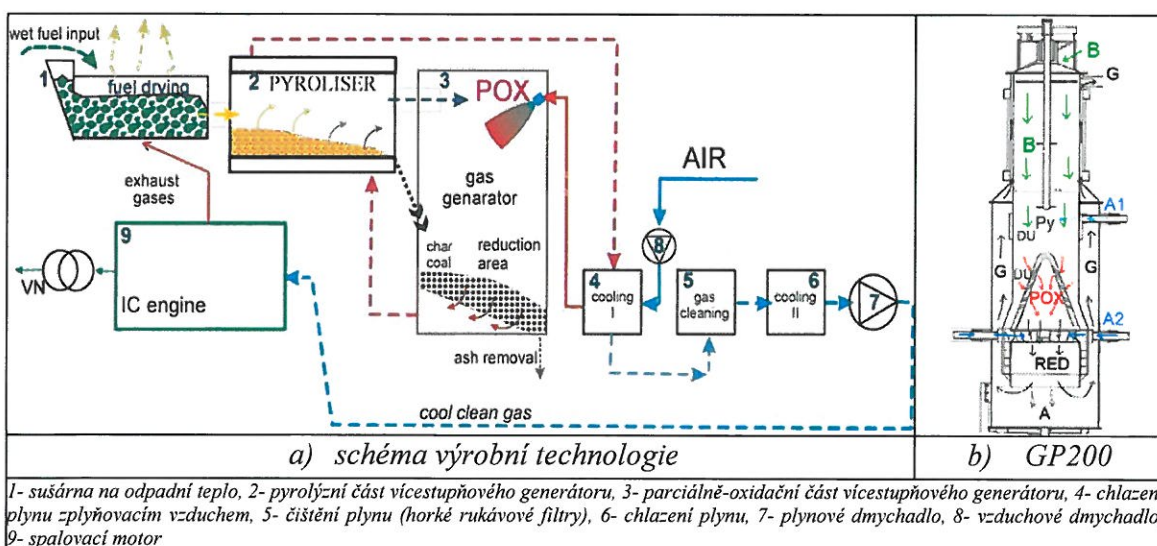 wet fuel input
1
fuel drying
2
PYROLISER
3
POX
gas
genarator
char
coal
reduction
area
ash removal
exhaust
gases
9
IC engine
VN
AIR
8
4
cooling
I
5
gas
cleaning
6
cooling
II
7
cool clean gas
B
G
B
A1
Py
DU
G
G
DU
POX
A2
RED
A
a) schéma výrobní technologie
b) GP200
1- sušárna na odpadní teplo, 2- pyrolýzní část vícestupňového generátoru, 3- parciálně-oxidační část vícestupňového generátoru, 4- chlazení
plynu zplyňovacím vzduchem, 5- čištění plynu (horké rukávové filtry), 6- chlazení plynu, 7- plynové dmychadlo, 8- vzduchové dmychadlo
9- spalovací motor